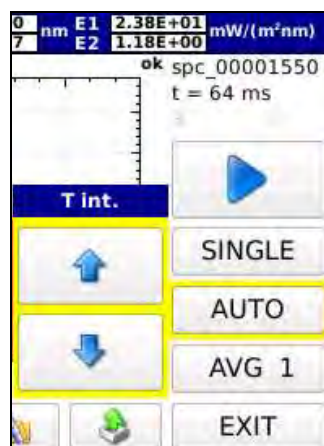 0 nm E1 2.38E+01 mW/(m²nm)
7 E2 1.18E+00
ok spc_00001550
t = 64 ms
T int.
SINGLE
AUTO
AVG 1
EXIT